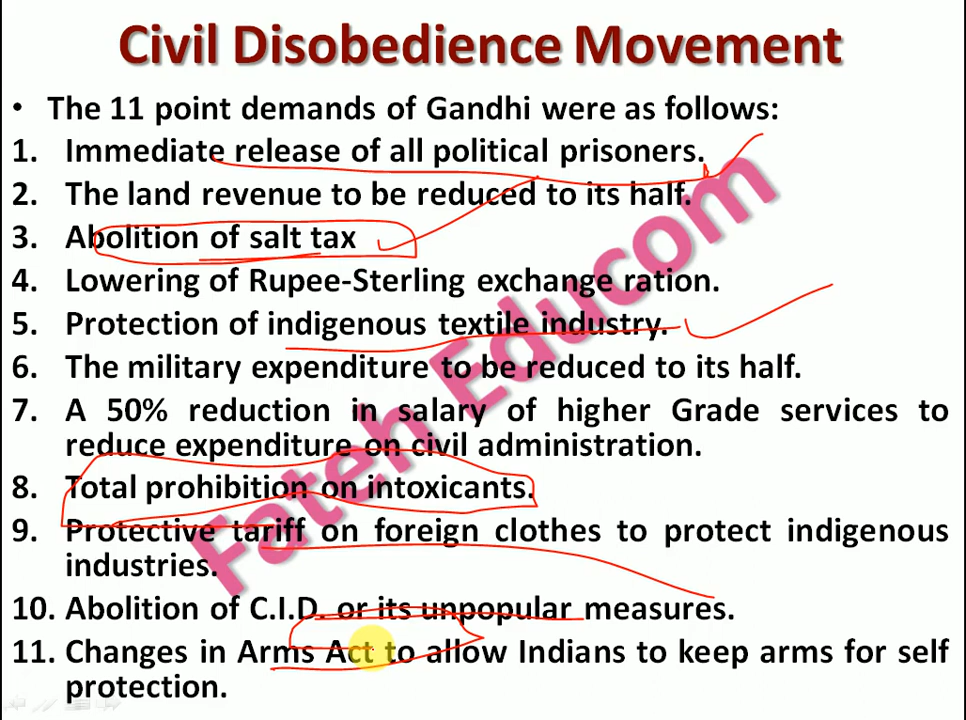 Civil Disobedience Movement
• The 11 point demands of Gandhi were as follows:
1. Immediate release of all political prisoners.
2. The land revenue to be reduced to its half.
3. Abolition of salt tax
4. Lowering of Rupee-Sterling exchange ration.
5. Protection of indigenous textile industry.
6. The military expenditure to be reduced to its half.
7. A 50% reduction in salary of higher Grade services to
reduce expenditure on civil administration.
8. Total prohibition on intoxicants.
9. Protective tariff on foreign clothes to protect indigenous
industries.
10. Abolition of C.I.D. or its unpopular measures.
11. Changes in Arms Act to allow Indians to keep arms for self
protection.
Fateh Educom